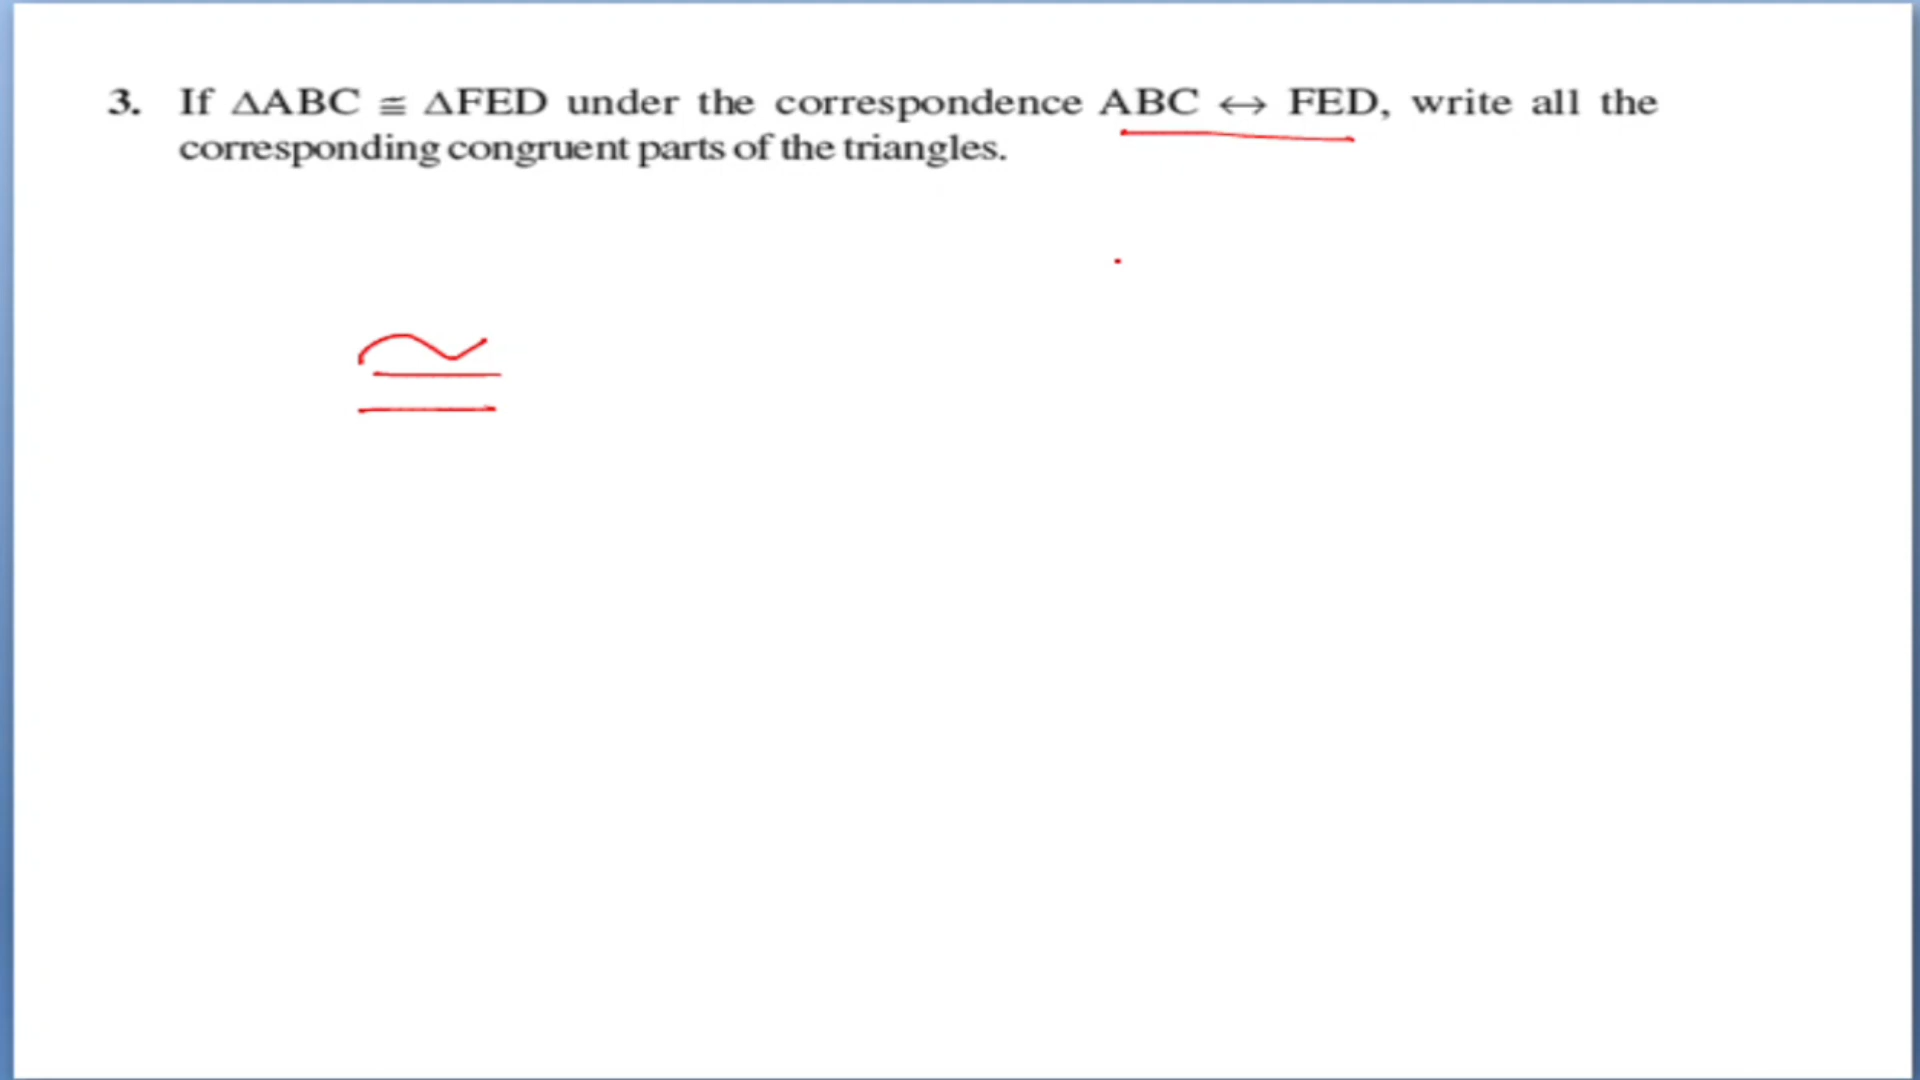 3. If ΔABC ≅ ΔFED under the correspondence ABC ↔ FED, write all the
corresponding congruent parts of the triangles.
≅